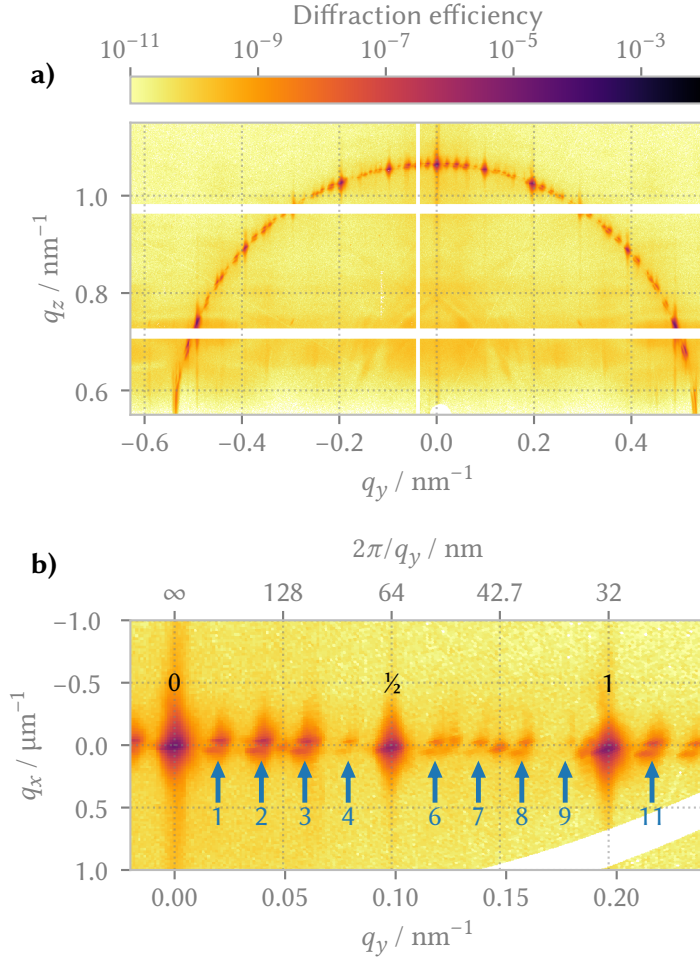 Diffraction efficiency
10⁻¹¹ 10⁻⁹ 10⁻⁷ 10⁻⁵ 10⁻³
a)
1.0
0.8
0.6
q_z / nm⁻¹
−0.6 −0.4 −0.2 0.0 0.2 0.4
q_y / nm⁻¹
b)
2π/q_y / nm
∞ 128 64 42.7 32
−1.0
−0.5
0.0
0.5
1.0
q_x / μm⁻¹
0 ½ 1
1 2 3 4 6 7 8 9 11
0.00 0.05 0.10 0.15 0.20
q_y / nm⁻¹